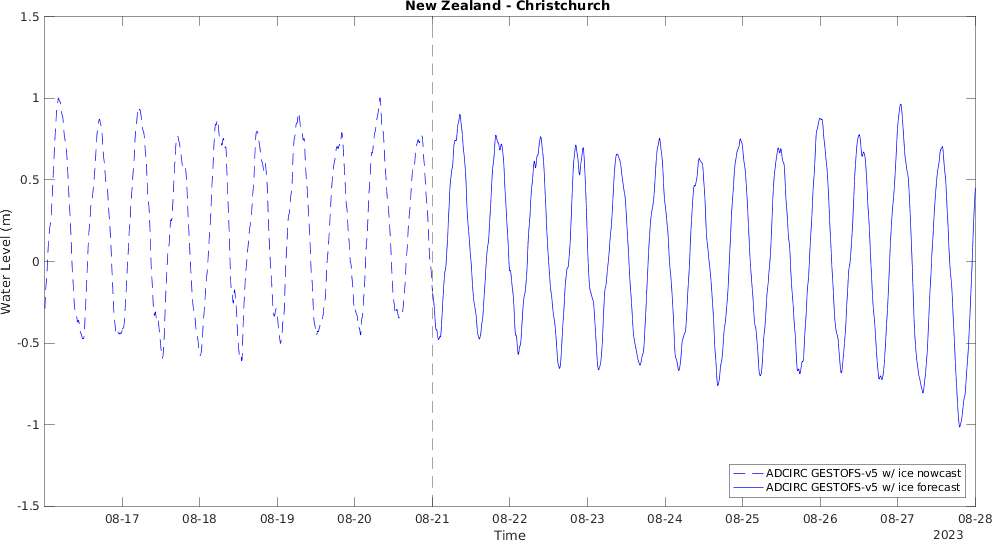 New Zealand - Christchurch
1.5
1
0.5
0
-0.5
-1
-1.5
Water Level (m)
ADCIRC GESTOFS-v5 w/ ice nowcast
ADCIRC GESTOFS-v5 w/ ice forecast
08-17 08-18 08-19 08-20 08-21 08-22 08-23 08-24 08-25 08-26 08-27 08-28
Time
2023